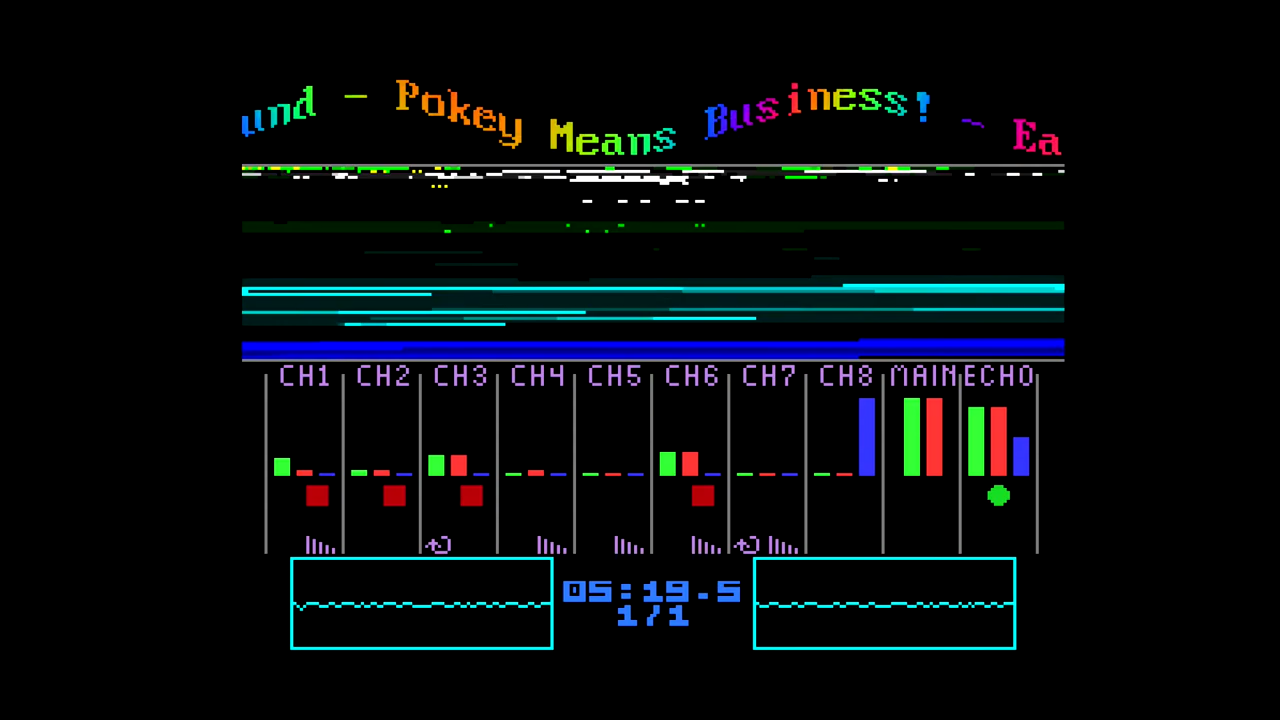 und - Pokey Means Business! ~ Ea
CH1 CH2 CH3 CH4 CH5 CH6 CH7 CH8 MAIN ECHO
05:19.5
1/1